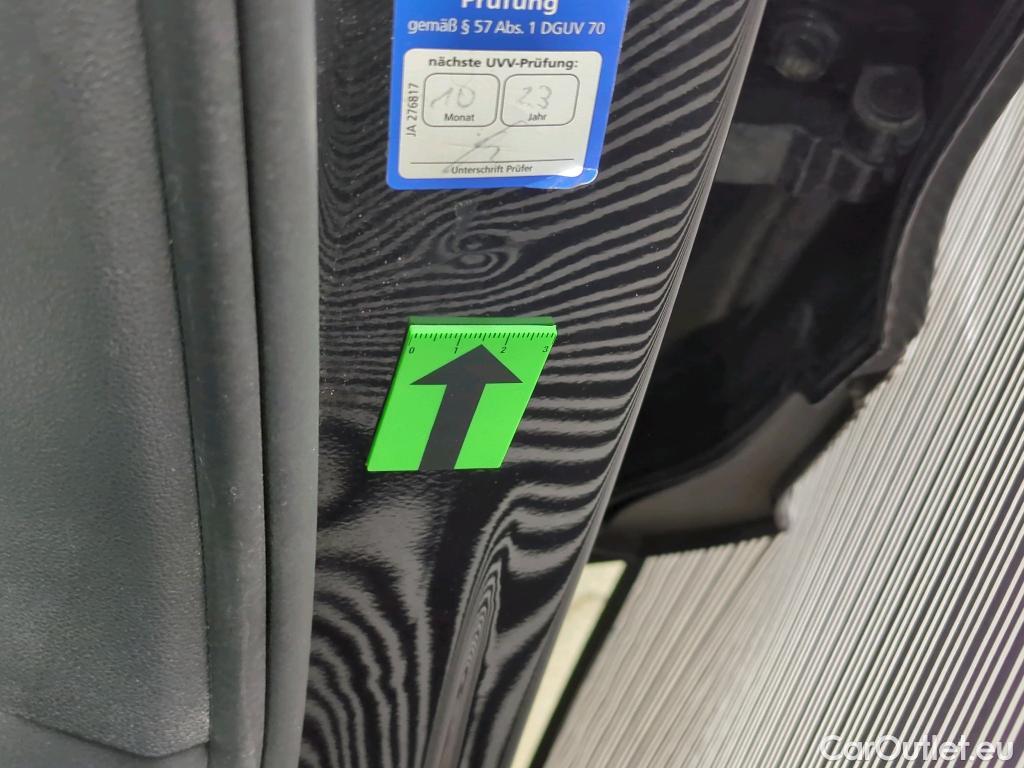 Prüfung
gemäß § 57 Abs. 1 DGUV 70
nächste UVV-Prüfung:
10 23
Monat Jahr
JA 276817
Unterschrift Prüfer
0 1 2 3
CarOutlet.eu